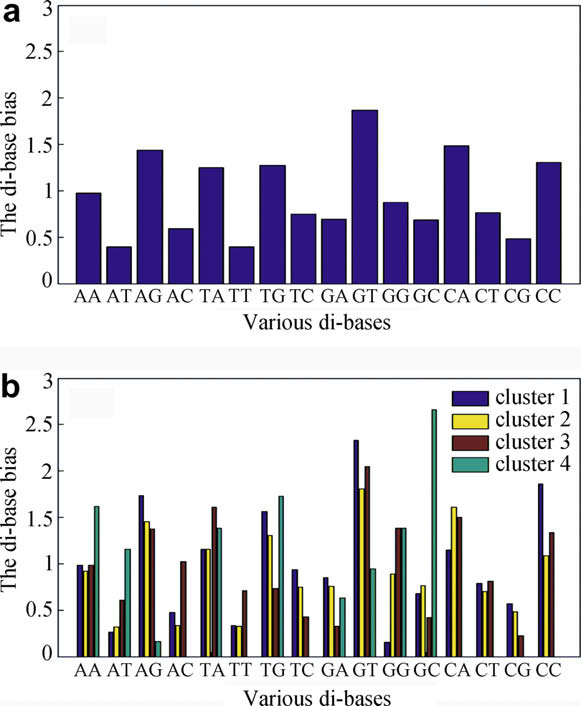 a
3
2.5
2
1.5
1
0.5
0
The di-base bias
AA AT AG AC TA TT TG TC GA GT GG GC CA CT CG CC
Various di-bases
b
3
2.5
2
1.5
1
0.5
0
The di-base bias
cluster 1
cluster 2
cluster 3
cluster 4
AA AT AG AC TA TT TG TC GA GT GG GC CA CT CG CC
Various di-bases